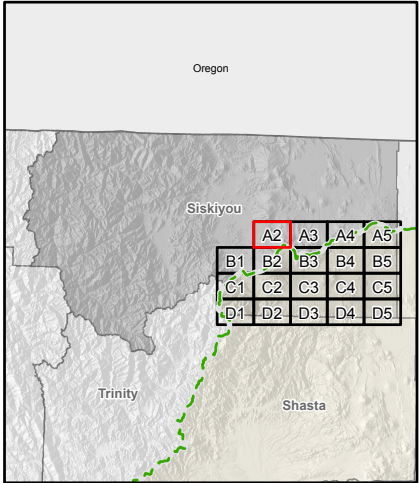 Oregon
Siskiyou
A2 A3 A4 A5
B1 B2 B3 B4 B5
C1 C2 C3 C4 C5
D1 D2 D3 D4 D5
Trinity
Shasta